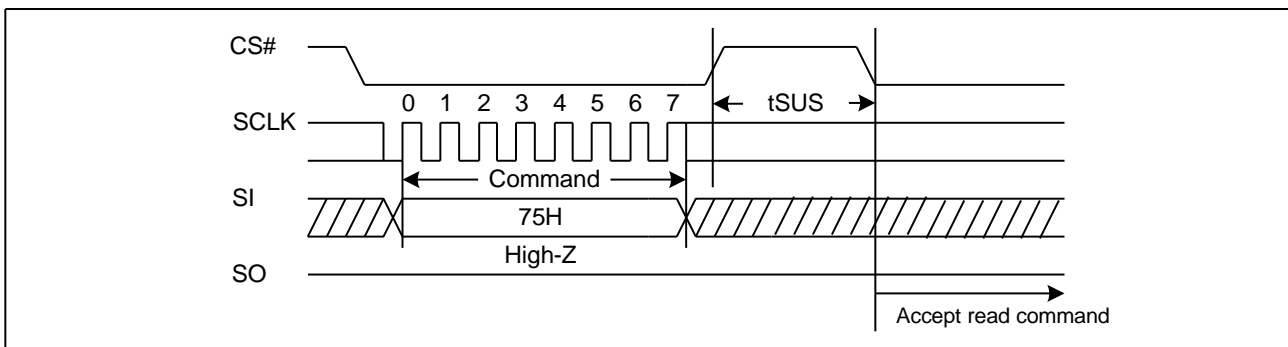 CS#
0 1 2 3 4 5 6 7
tSUS
SCLK
Command
SI
75H
High-Z
SO
Accept read command